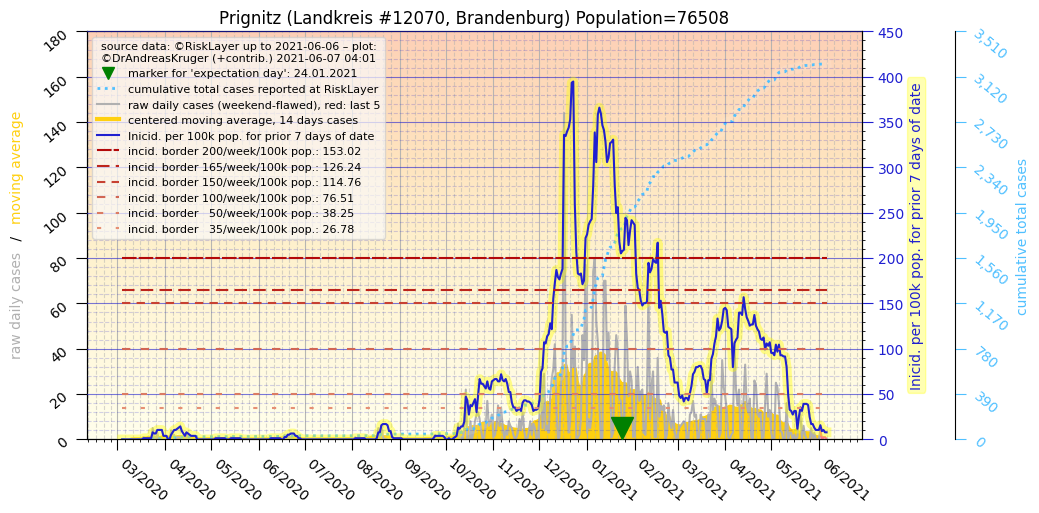 Prignitz (Landkreis #12070, Brandenburg) Population=76508
source data: ©RiskLayer up to 2021-06-06 – plot:
©DrAndreasKruger (+contrib.) 2021-06-07 04:01
marker for 'expectation day': 24.01.2021
cumulative total cases reported at RiskLayer
raw daily cases (weekend-flawed), red: last 5
centered moving average, 14 days cases
Inicid. per 100k pop. for prior 7 days of date
incid. border 200/week/100k pop.: 153.02
incid. border 165/week/100k pop.: 126.24
incid. border 150/week/100k pop.: 114.76
incid. border 100/week/100k pop.: 76.51
incid. border   50/week/100k pop.: 38.25
incid. border   35/week/100k pop.: 26.78
raw daily cases / moving average
180
160
140
120
100
80
60
40
20
0
03/2020
04/2020
05/2020
06/2020
07/2020
08/2020
09/2020
10/2020
11/2020
12/2020
01/2021
02/2021
03/2021
04/2021
05/2021
06/2021
450
400
350
300
250
200
150
100
50
0
Inicid. per 100k pop. for prior 7 days of date
3,510
3,120
2,730
2,340
1,950
1,560
1,170
780
390
0
cumulative total cases